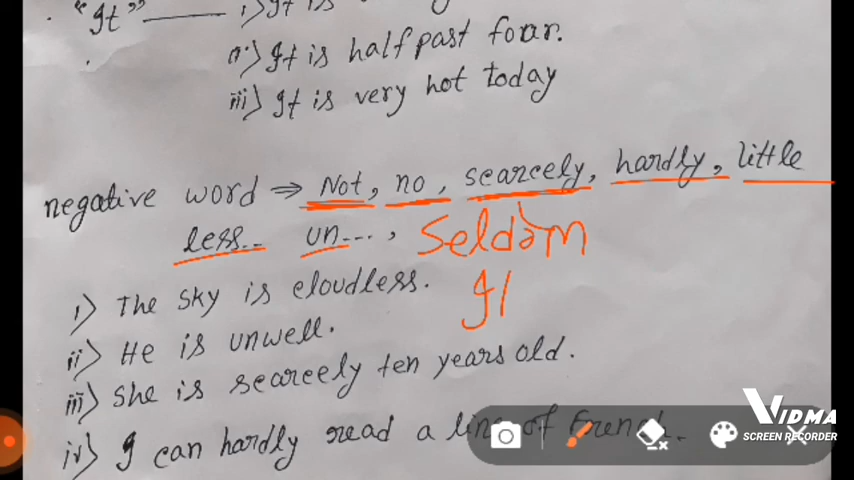 "It" — i) It is
ii) It is half past four.
iii) It is very hot today
negative word ⇒ Not, no, scarcely, hardly, little
less.. un..., Seldom
i) The sky is cloudless.
ii) He is unwell.
iii) She is scarcely ten years old.
iv) I can hardly read a line of French.
VIDMA
SCREEN RECORDER